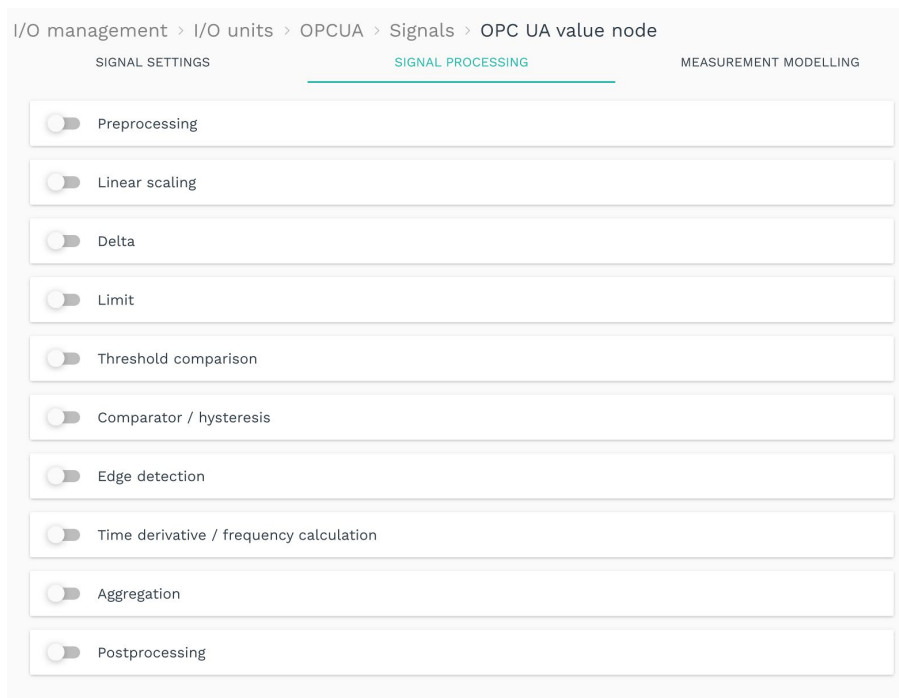 I/O management > I/O units > OPCUA > Signals > OPC UA value node
SIGNAL SETTINGS SIGNAL PROCESSING MEASUREMENT MODELLING
Preprocessing
Linear scaling
Delta
Limit
Threshold comparison
Comparator / hysteresis
Edge detection
Time derivative / frequency calculation
Aggregation
Postprocessing